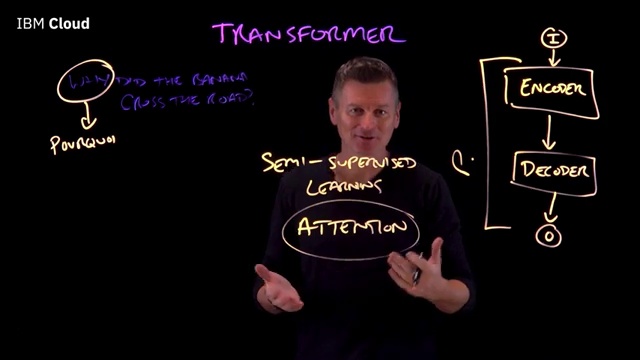 IBM Cloud
TRANSFORMER
WHY DID THE BANANA
CROSS THE ROAD?
POURQUOI
SEMI-SUPERVISED
LEARNING
ATTENTION
I
ENCODER
DECODER
O